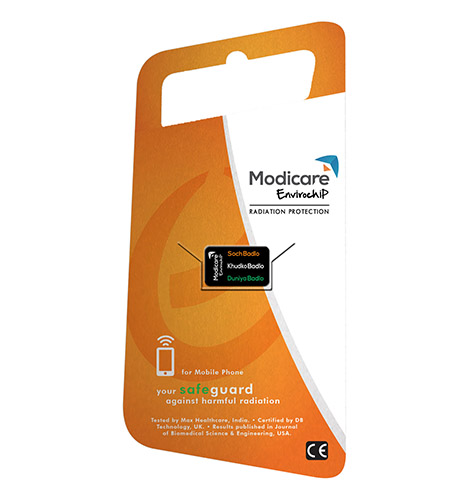 Modicare
EnvirochiP
RADIATION PROTECTION
Modicare
EnvirochiP
SochBadlo
KhudkoBadlo
DuniyaBadlo
for Mobile Phone
your safeguard
against harmful radiation
Tested by Max Healthcare, India. • Certified by DB
Technology, UK. • Results published in Journal
of Biomedical Science & Engineering, USA.
CE